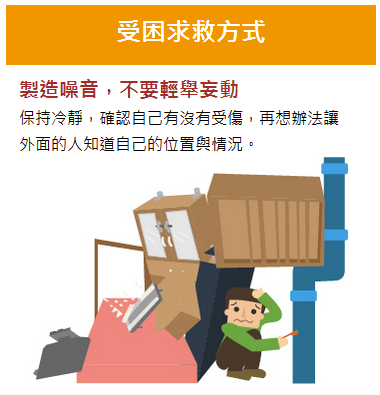 受困求救方式
製造噪音，不要輕舉妄動
保持冷靜，確認自己有沒有受傷，再想辦法讓
外面的人知道自己的位置與情況。